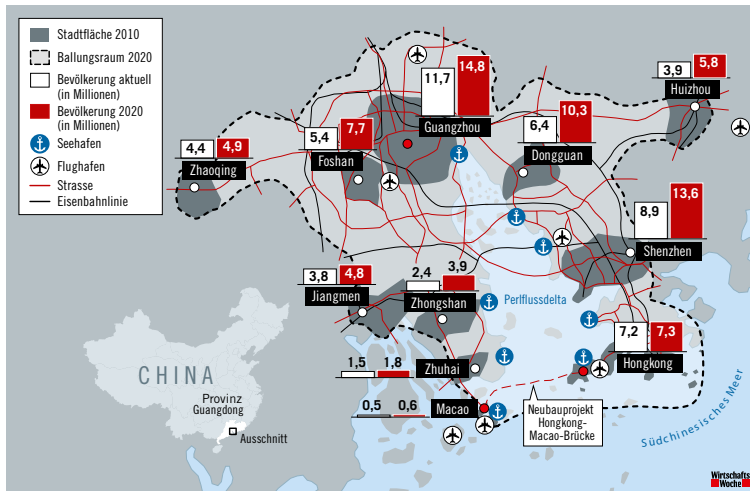 Stadtfläche 2010
Ballungsraum 2020
Bevölkerung aktuell
(in Millionen)
Bevölkerung 2020
(in Millionen)
Seehafen
Flughafen
Strasse
Eisenbahnlinie
11,7
14,8
Guangzhou
3,9
5,8
Huizhou
5,4
7,7
Foshan
6,4
10,3
Dongguan
4,4
4,9
Zhaoqing
8,9
13,6
Shenzhen
3,8
4,8
Jiangmen
2,4
3,9
Zhongshan
Perlflussdelta
7,2
7,3
Hongkong
1,5
1,8
Zhuhai
0,5
0,6
Macao
Neubauprojekt
Hongkong-
Macao-Brücke
Südchinesisches Meer
CHINA
Provinz
Guangdong
Ausschnitt
Wirtschafts
Woche